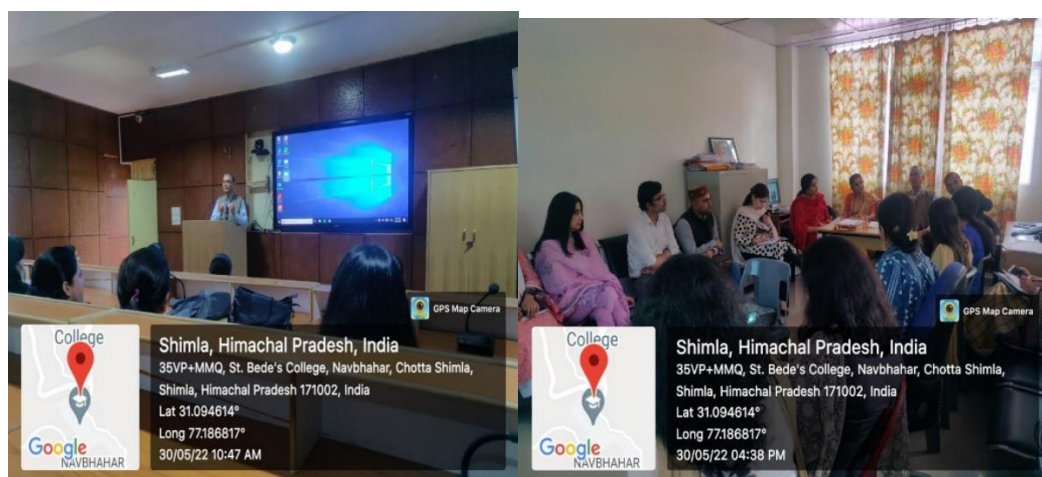 GPS Map Camera
College
Google
NAVBHAHAR
Shimla, Himachal Pradesh, India
35VP+MMQ, St. Bede's College, Navbhahar, Chotta Shimla,
Shimla, Himachal Pradesh 171002, India
Lat 31.094614°
Long 77.186817°
30/05/22 10:47 AM
GPS Map Camera
College
Google
NAVBHAHAR
Shimla, Himachal Pradesh, India
35VP+MMQ, St. Bede's College, Navbhahar, Chotta Shimla,
Shimla, Himachal Pradesh 171002, India
Lat 31.094614°
Long 77.186817°
30/05/22 04:38 PM